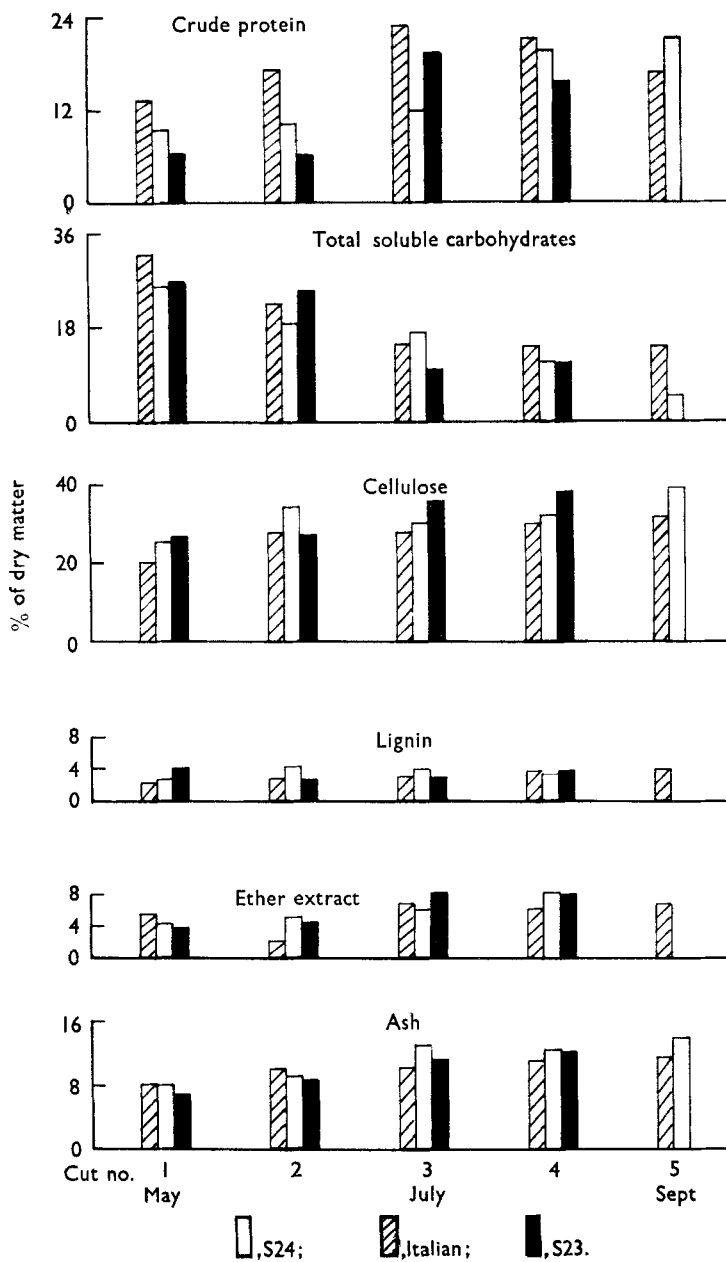 24
Crude protein
12
0
36
Total soluble carbohydrates
18
0
% of dry matter
40
Cellulose
20
0
8
Lignin
4
0
8
Ether extract
4
0
16
Ash
8
0
Cut no. 1 2 3 4 5
May July Sept
,S24; ,Italian; ,S23.